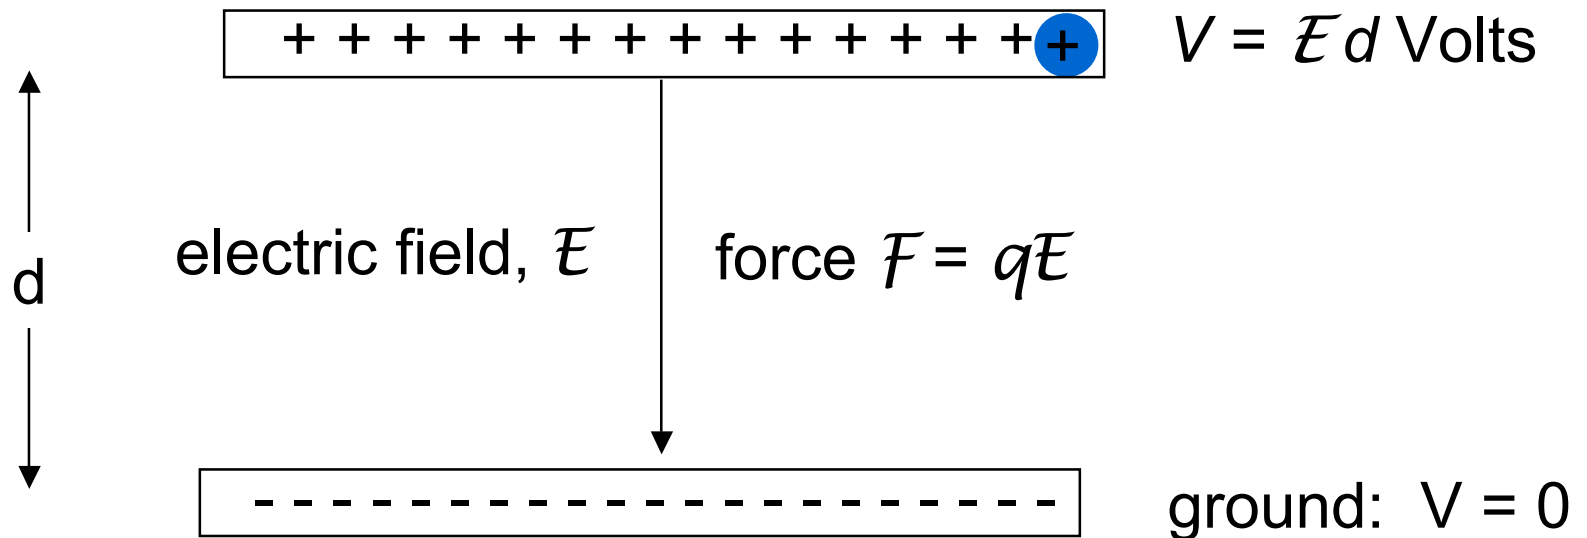 + + + + + + + + + + + + + + +
V = ℰ d Volts
d
electric field, ℰ
force ℱ = qℰ
- - - - - - - - - - - - - - - - - - - - -
ground: V = 0